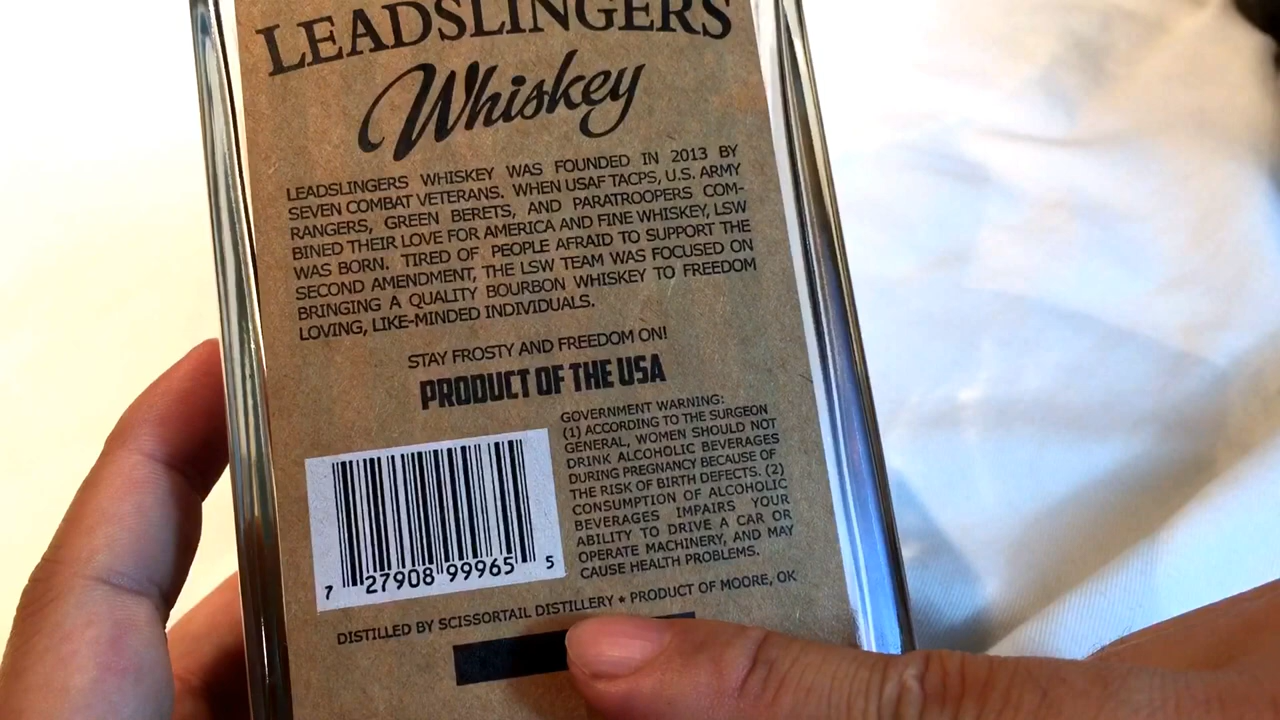 LEADSLINGERS
Whiskey
LEADSLINGERS WHISKEY WAS FOUNDED IN 2013 BY
SEVEN COMBAT VETERANS. WHEN USAF TACPS, U.S. ARMY
RANGERS, GREEN BERETS, AND PARATROOPERS COM-
BINED THEIR LOVE FOR AMERICA AND FINE WHISKEY, LSW
WAS BORN. TIRED OF PEOPLE AFRAID TO SUPPORT THE
SECOND AMENDMENT, THE LSW TEAM WAS FOCUSED ON
BRINGING A QUALITY BOURBON WHISKEY TO FREEDOM
LOVING, LIKE-MINDED INDIVIDUALS.
STAY FROSTY AND FREEDOM ON!
PRODUCT OF THE USA
GOVERNMENT WARNING:
(1) ACCORDING TO THE SURGEON
GENERAL, WOMEN SHOULD NOT
DRINK ALCOHOLIC BEVERAGES
DURING PREGNANCY BECAUSE OF
THE RISK OF BIRTH DEFECTS. (2)
CONSUMPTION OF ALCOHOLIC
BEVERAGES IMPAIRS YOUR
ABILITY TO DRIVE A CAR OR
OPERATE MACHINERY, AND MAY
CAUSE HEALTH PROBLEMS.
7 27908 99965 5
DISTILLED BY SCISSORTAIL DISTILLERY ★ PRODUCT OF MOORE, OK